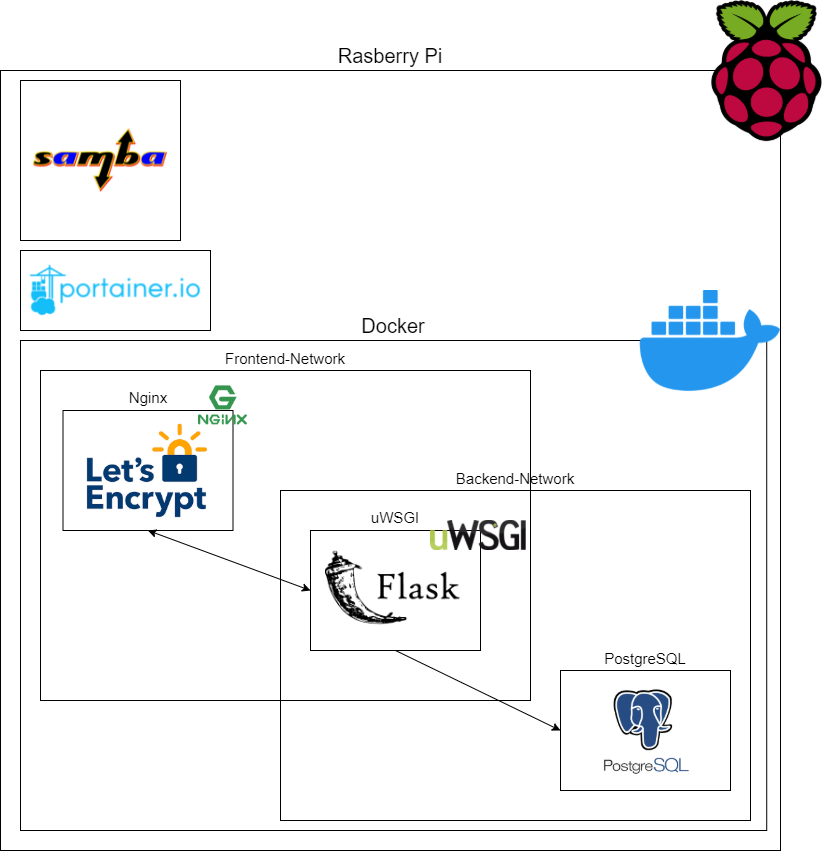 Rasberry Pi
samba
portainer.io
Docker
Frontend-Network
Nginx
NGINX
Let's
Encrypt
Backend-Network
uWSGI
uWSGI
Flask
PostgreSQL
PostgreSQL